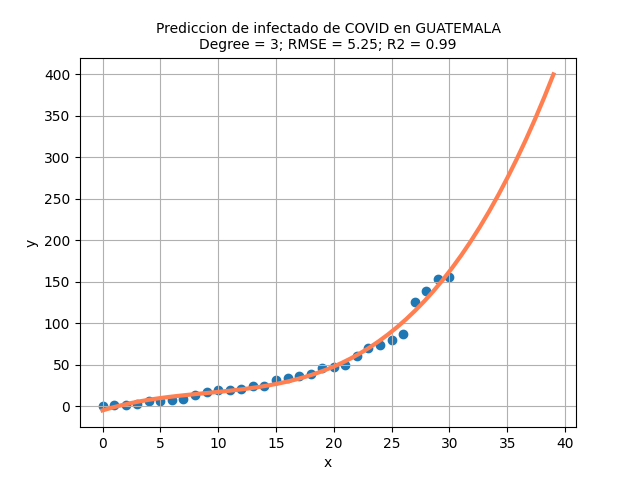 Prediccion de infectado de COVID en GUATEMALA
Degree = 3; RMSE = 5.25; R2 = 0.99
400
350
300
250
200
150
100
50
0
y
0 5 10 15 20 25 30 35 40
x